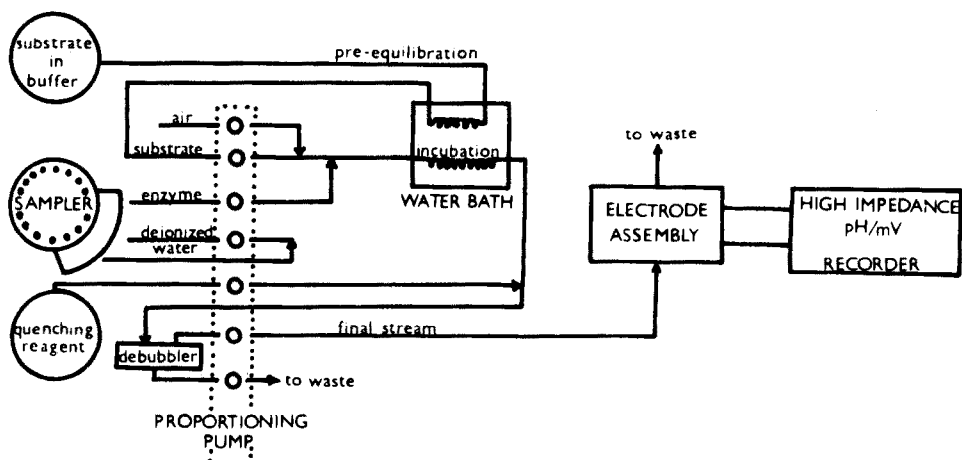 substrate
in
buffer
pre-equilibration
air
substrate
incubation
WATER BATH
SAMPLER
enzyme
deionized
water
quenching
reagent
debubbler
final stream
to waste
PROPORTIONING
PUMP
to waste
ELECTRODE
ASSEMBLY
HIGH IMPEDANCE
pH/mV
RECORDER